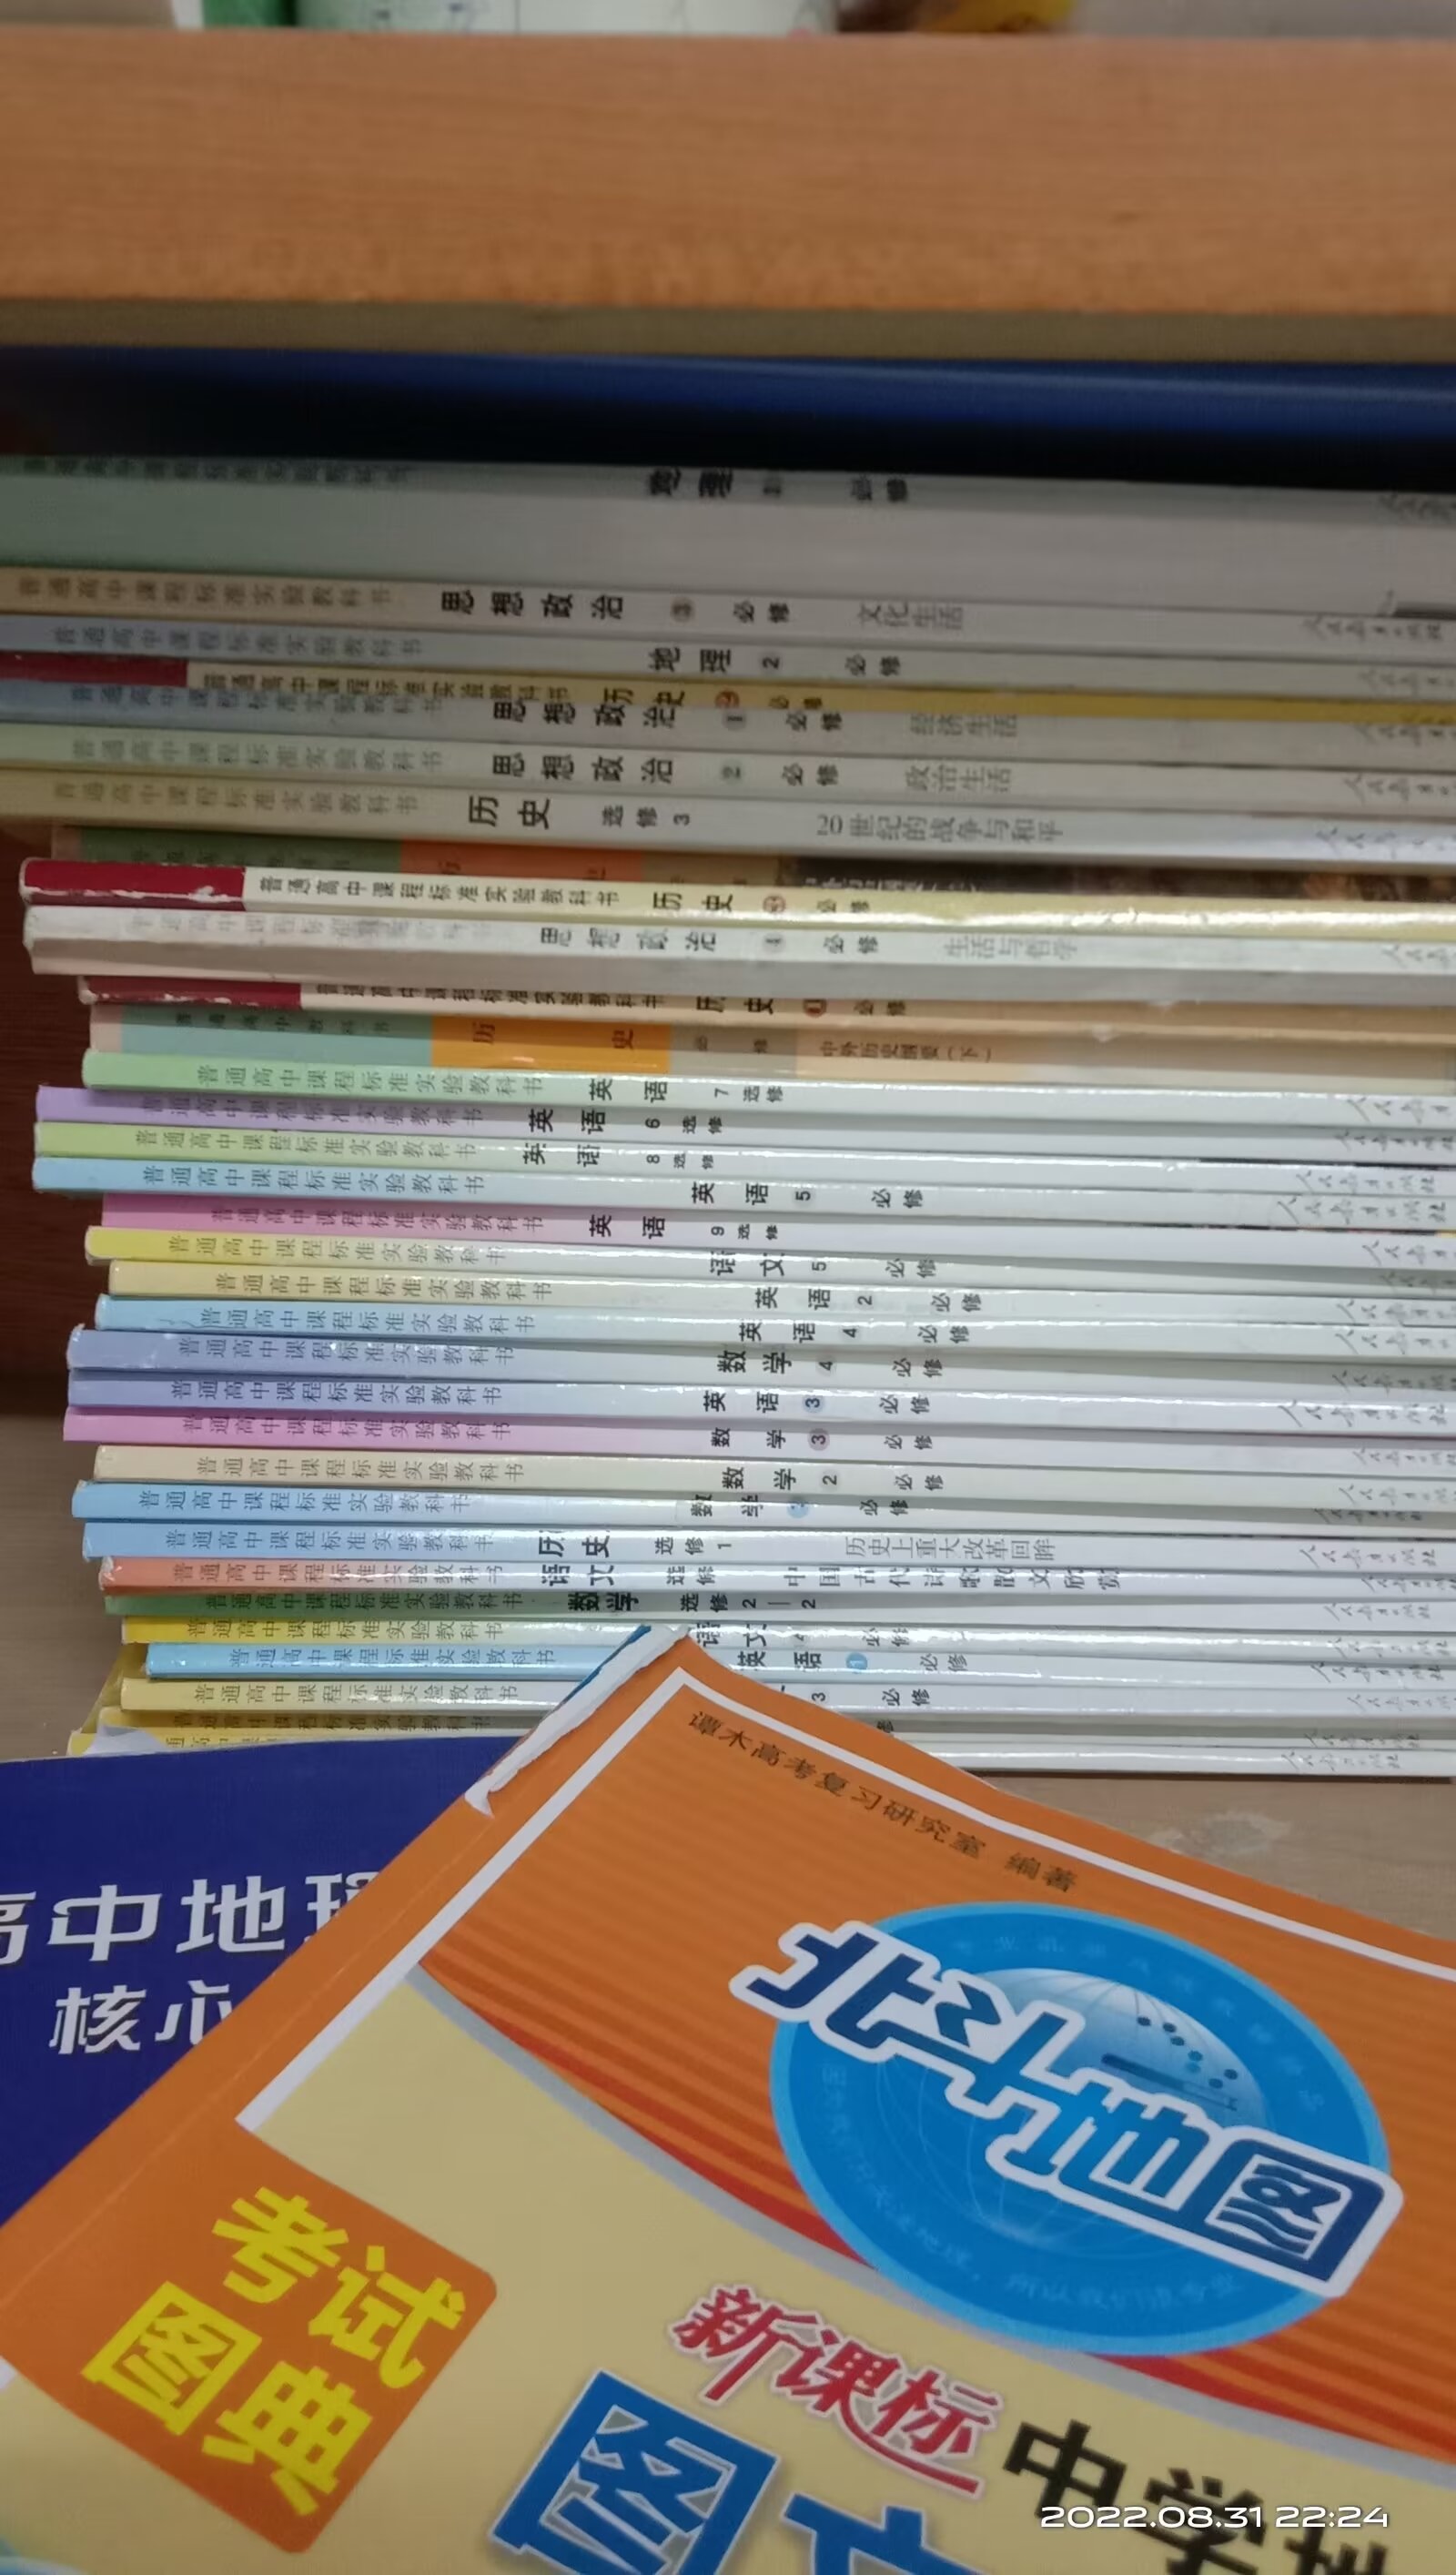 地理 必修
普通高中课程标准实验教科书 思想政治 3 必修 文化生活
普通高中课程标准实验教科书 地理 2 必修
普通高中课程标准实验教科书 历史 必修
普通高中课程标准实验教科书 思想政治 1 必修 经济生活
普通高中课程标准实验教科书 思想政治 2 必修 政治生活
普通高中课程标准实验教科书 历史 选修 3 20世纪的战争与和平
普通高中课程标准实验教科书 历史 必修
思想政治 4 必修 生活与哲学
普通高中课程标准实验教科书 历史 必修
普通高中教科书 历史 必修 中外历史纲要(下)
普通高中课程标准实验教科书 英语 7 选修
普通高中课程标准实验教科书 英语 6 选修
普通高中课程标准实验教科书 英语 8 选修
普通高中课程标准实验教科书 英语 5 必修 人民教育出版社
普通高中课程标准实验教科书 英语 9 选修
普通高中课程标准实验教科书 语文 5 必修
普通高中课程标准实验教科书 英语 2 必修
普通高中课程标准实验教科书 英语 4 必修
普通高中课程标准实验教科书 数学 4 必修
普通高中课程标准实验教科书 英语 3 必修
普通高中课程标准实验教科书 数学 3 必修
普通高中课程标准实验教科书 数学 2 必修
普通高中课程标准实验教科书 数学 必修
普通高中课程标准实验教科书 历史 选修 1 历史上重大改革回眸
普通高中课程标准实验教科书 语文 选修 中国古代诗歌散文欣赏
普通高中课程标准实验教科书 数学 选修 2-2
普通高中课程标准实验教科书 语文 必修
普通高中课程标准实验教科书 英语 1 必修
普通高中课程标准实验教科书 3 必修
普通高中课程标准实验教科书 修
人民教育出版社
高中地理
核心
谭木高考复习研究室 编著
北斗地图
考试
图典
新课标 中学
图文
2022.08.31 22:24